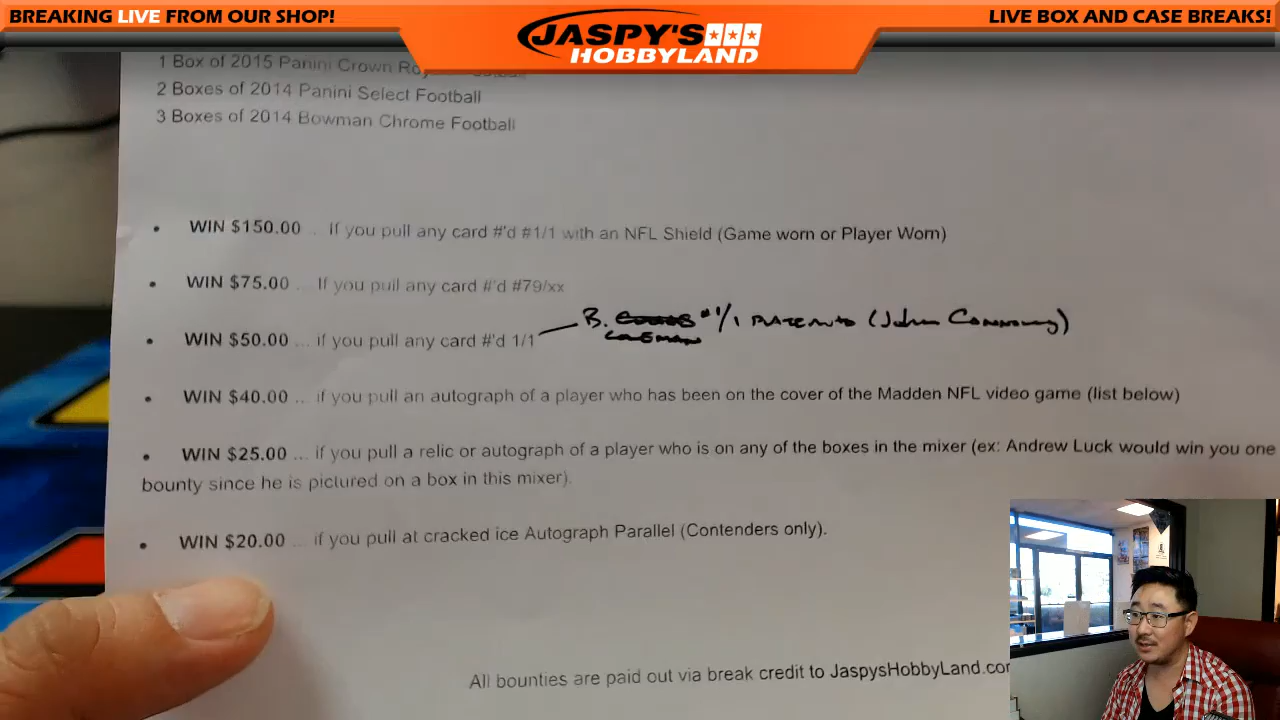 BREAKING LIVE FROM OUR SHOP!
JASPY'S
HOBBYLAND
LIVE BOX AND CASE BREAKS!
1 Box of 2015 Panini Crown
2 Boxes of 2014 Panini Select Football
3 Boxes of 2014 Bowman Chrome Football
• WIN $150.00 ... If you pull any card #'d #1/1 with an NFL Shield (Game worn or Player Worn)
• WIN $75.00 ... If you pull any card #'d #79/xx
B. #1/1 PLATE AUTO (John
COLEMAN
• WIN $50.00 ... if you pull any card #'d 1/1
• WIN $40.00 ... if you pull an autograph of a player who has been on the cover of the Madden NFL video game (list below)
• WIN $25.00 ... if you pull a relic or autograph of a player who is on any of the boxes in the mixer (ex: Andrew Luck would win you one
bounty since he is pictured on a box in this mixer).
• WIN $20.00 ... if you pull at cracked ice Autograph Parallel (Contenders only).
All bounties are paid out via break credit to JaspysHobbyLand.com